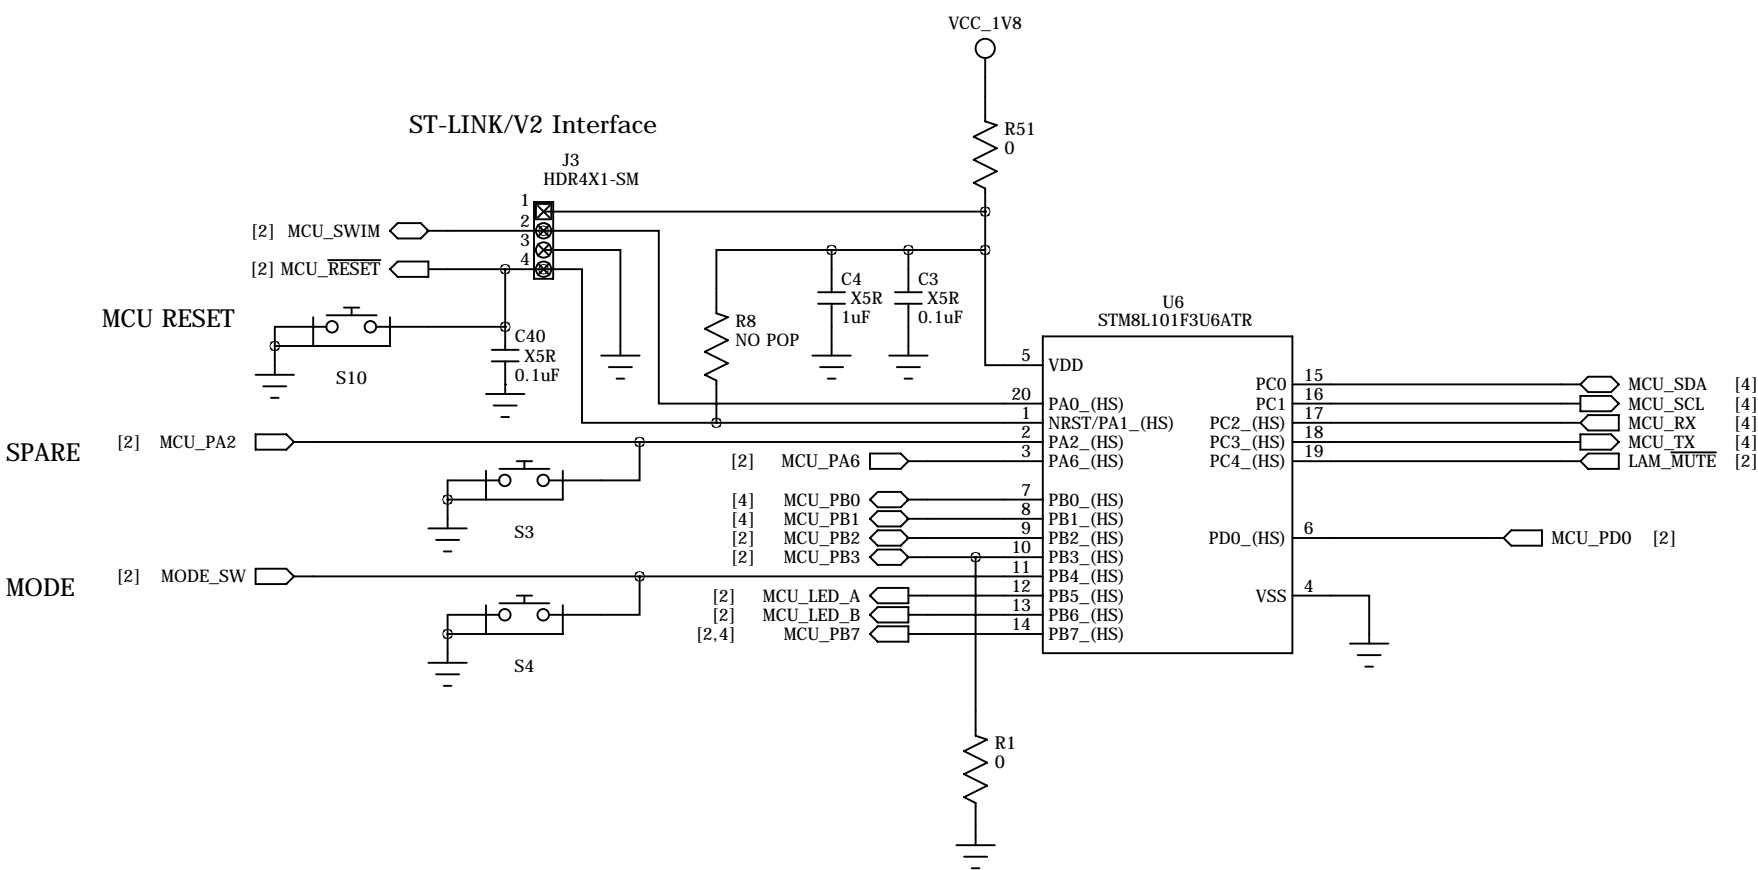 VCC_1V8
R51
0
ST-LINK/V2 Interface
J3
HDR4X1-SM
1
2
3
4
[2] MCU_SWIM
[2] MCU_RESET
MCU RESET
S10
C40
X5R
0.1uF
R8
NO POP
C4
X5R
1uF
C3
X5R
0.1uF
U6
STM8L101F3U6ATR
5 VDD
20 PA0_(HS)
1 NRST/PA1_(HS)
2 PA2_(HS)
3 PA6_(HS)
7 PB0_(HS)
8 PB1_(HS)
9 PB2_(HS)
10 PB3_(HS)
11 PB4_(HS)
12 PB5_(HS)
13 PB6_(HS)
14 PB7_(HS)
PC0 15 MCU_SDA [4]
PC1 16 MCU_SCL [4]
PC2_(HS) 17 MCU_RX [4]
PC3_(HS) 18 MCU_TX [4]
PC4_(HS) 19 LAM_MUTE [2]
PD0_(HS) 6 MCU_PD0 [2]
VSS 4
SPARE [2] MCU_PA2
S3
[2] MCU_PA6
[4] MCU_PB0
[4] MCU_PB1
[2] MCU_PB2
[2] MCU_PB3
MODE [2] MODE_SW
S4
[2] MCU_LED_A
[2] MCU_LED_B
[2,4] MCU_PB7
R1
0